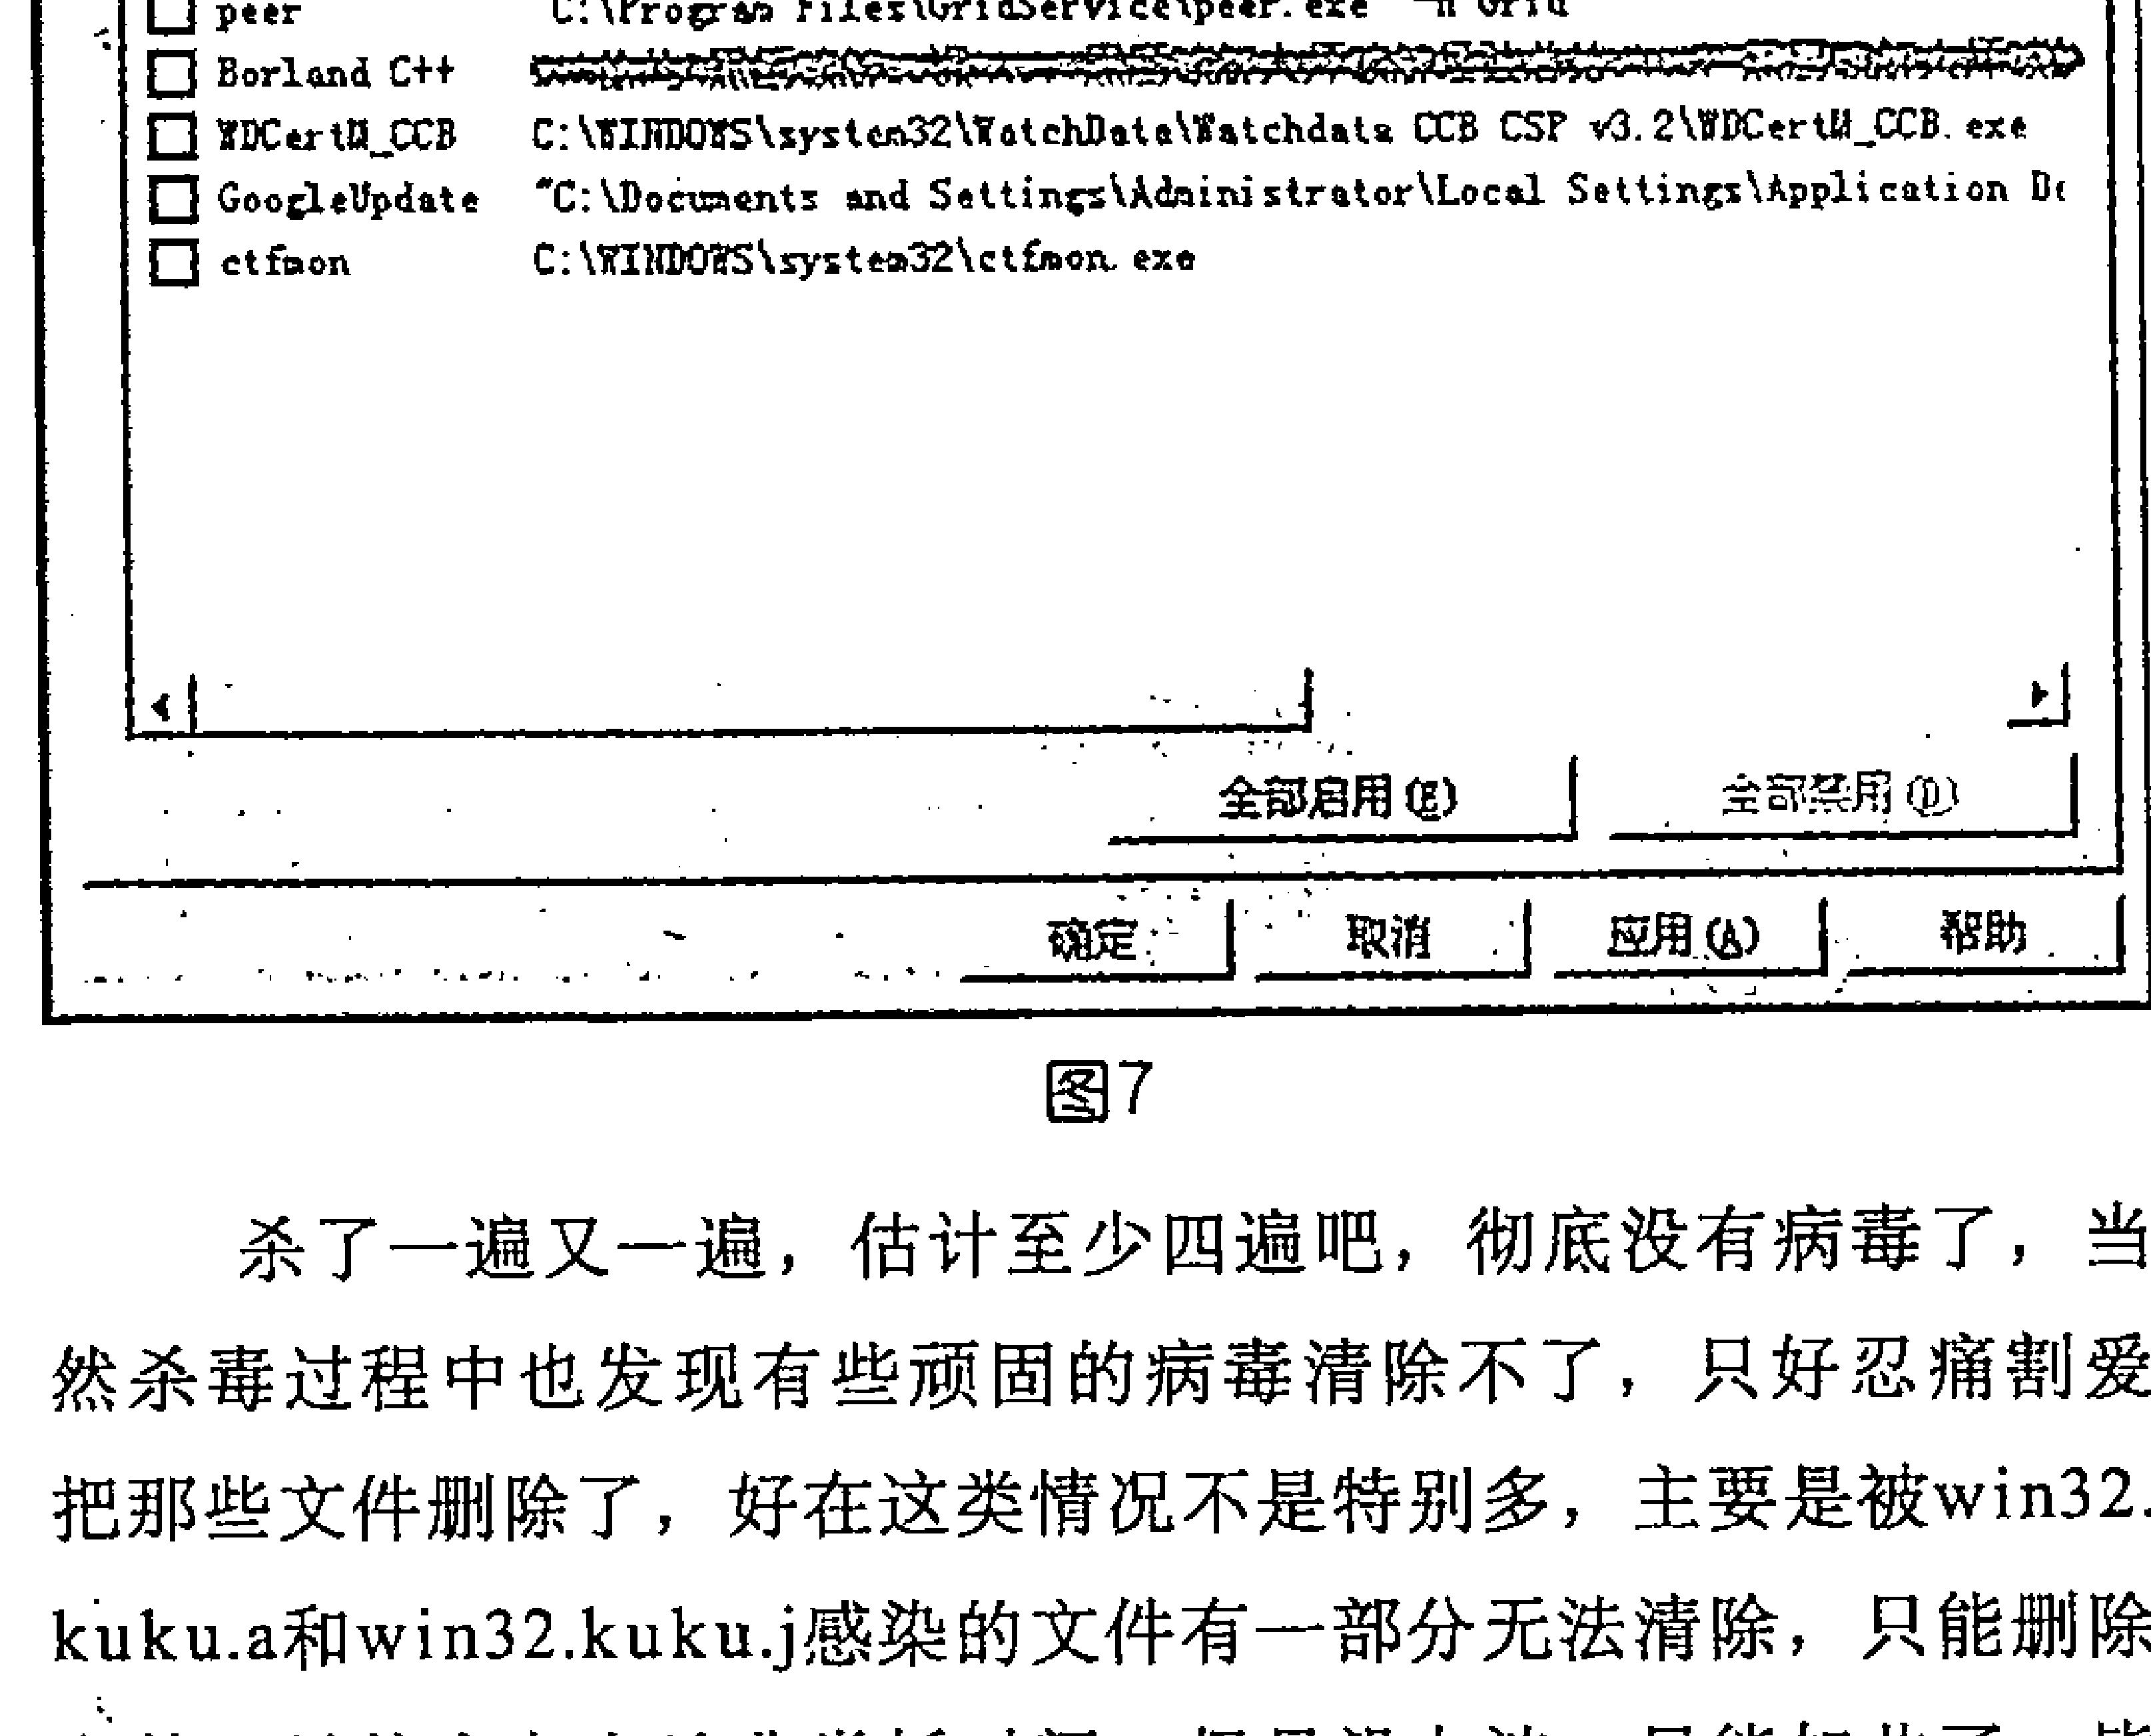 peer C:\Program Files\GridService\peer.exe -n Grid
Borland C++
WDCertM_CCB C:\WINDOWS\system32\WatchData\Watchdata CCB CSP v3.2\WDCertM_CCB.exe
GoogleUpdate "C:\Documents and Settings\Administrator\Local Settings\Application
ctfmon C:\WINDOWS\system32\ctfmon.exe
全部启用(E) 全部禁用(D)
确定 取消 应用(A) 帮助
图7
杀了一遍又一遍，估计至少四遍吧，彻底没有病毒了，当
然杀毒过程中也发现有些顽固的病毒清除不了，只好忍痛割爱
把那些文件删除了，好在这类情况不是特别多，主要是被win32.
kuku.a和win32.kuku.j感染的文件有一部分无法清除，只能删除